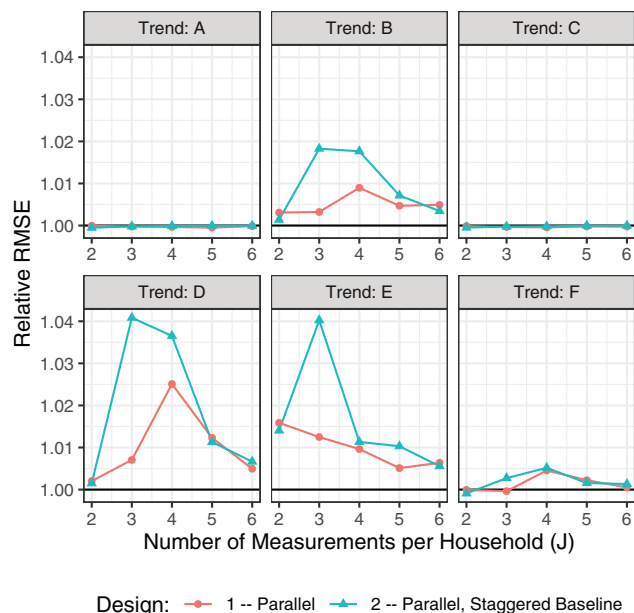 Trend: A Trend: B Trend: C
1.04
1.02
1.01
1.00
2 3 4 5 6 2 3 4 5 6 2 3 4 5 6
Relative RMSE
Trend: D Trend: E Trend: F
1.04
1.03
1.02
1.01
1.00
2 3 4 5 6 2 3 4 5 6 2 3 4 5 6
Number of Measurements per Household (J)
Design: 1 -- Parallel 2 -- Parallel, Staggered Baseline